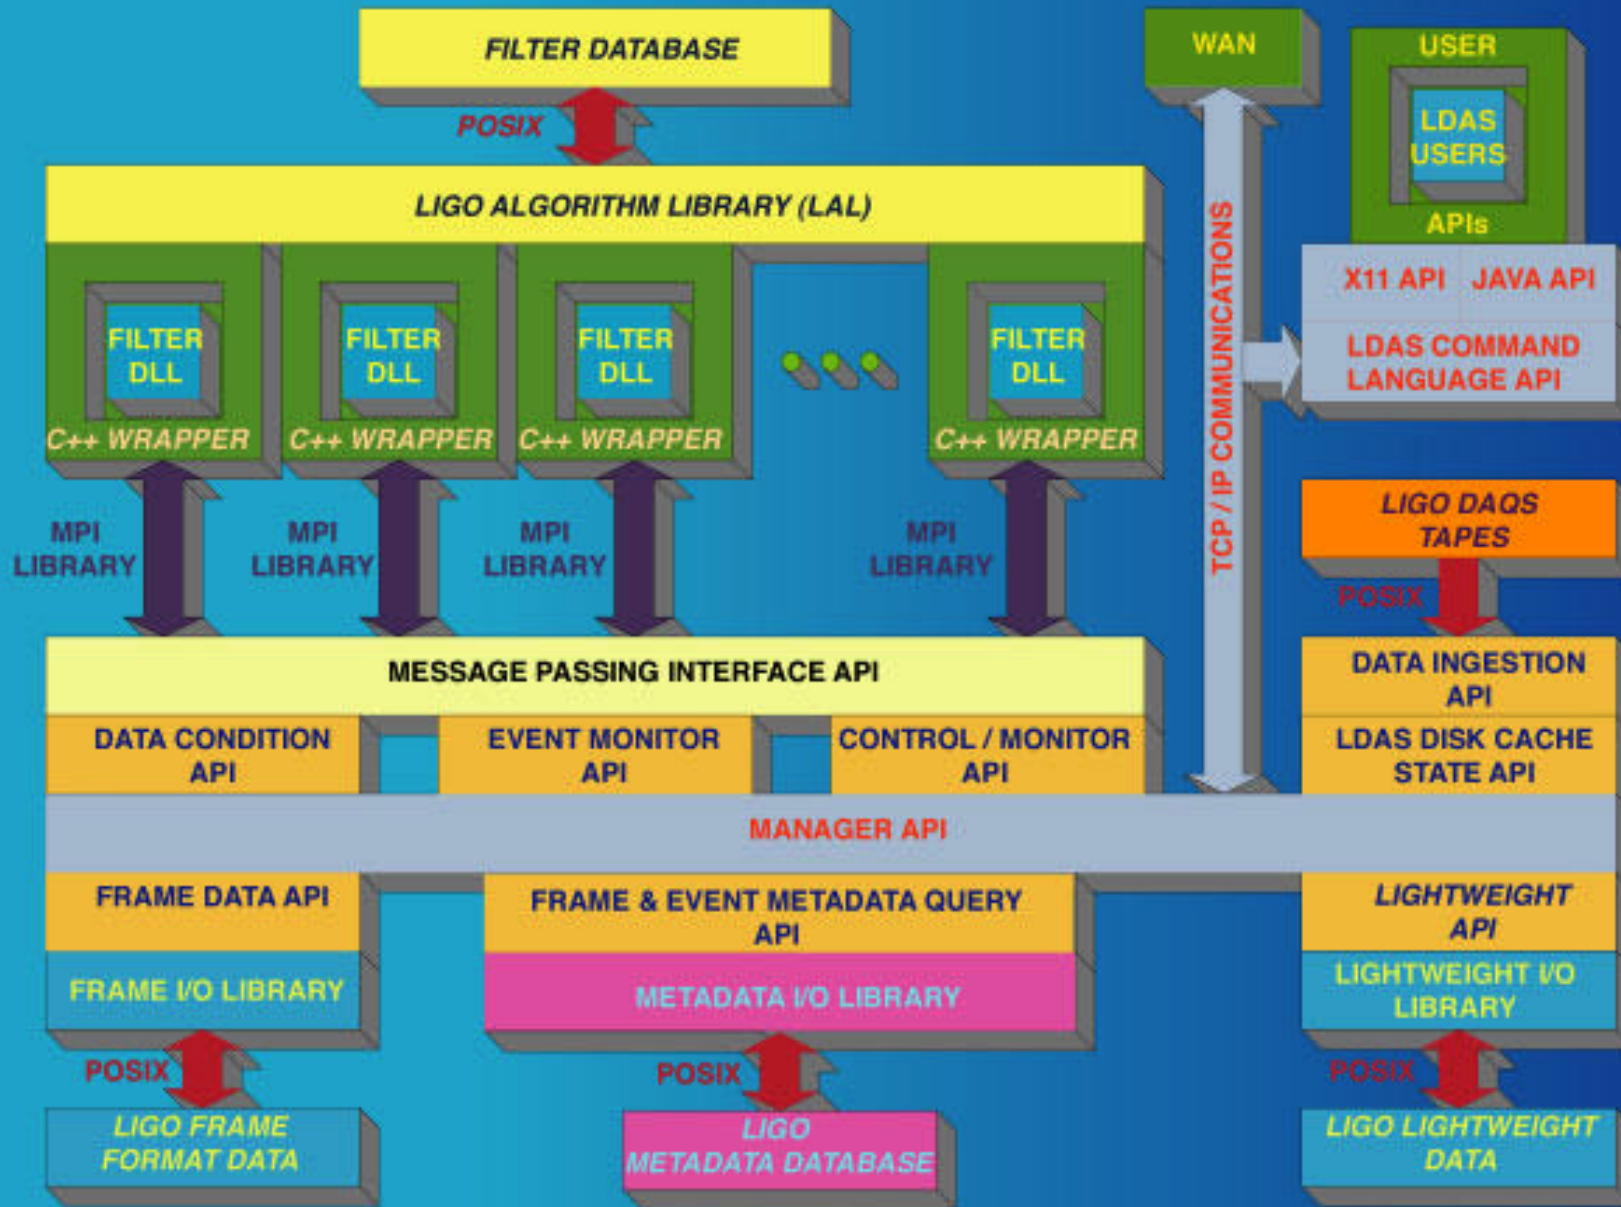 FILTER DATABASE
POSIX
LIGO ALGORITHM LIBRARY (LAL)
FILTER
DLL
C++ WRAPPER
FILTER
DLL
C++ WRAPPER
FILTER
DLL
C++ WRAPPER
FILTER
DLL
C++ WRAPPER
MPI
LIBRARY
MPI
LIBRARY
MPI
LIBRARY
MPI
LIBRARY
WAN
TCP / IP COMMUNICATIONS
USER
LDAS
USERS
APIs
X11 API
JAVA API
LDAS COMMAND
LANGUAGE API
LIGO DAQS
TAPES
POSIX
DATA INGESTION
API
LDAS DISK CACHE
STATE API
MESSAGE PASSING INTERFACE API
DATA CONDITION
API
EVENT MONITOR
API
CONTROL / MONITOR
API
MANAGER API
FRAME DATA API
FRAME & EVENT METADATA QUERY
API
LIGHTWEIGHT
API
FRAME I/O LIBRARY
METADATA I/O LIBRARY
LIGHTWEIGHT I/O
LIBRARY
POSIX
POSIX
POSIX
LIGO FRAME
FORMAT DATA
LIGO
METADATA DATABASE
LIGO LIGHTWEIGHT
DATA